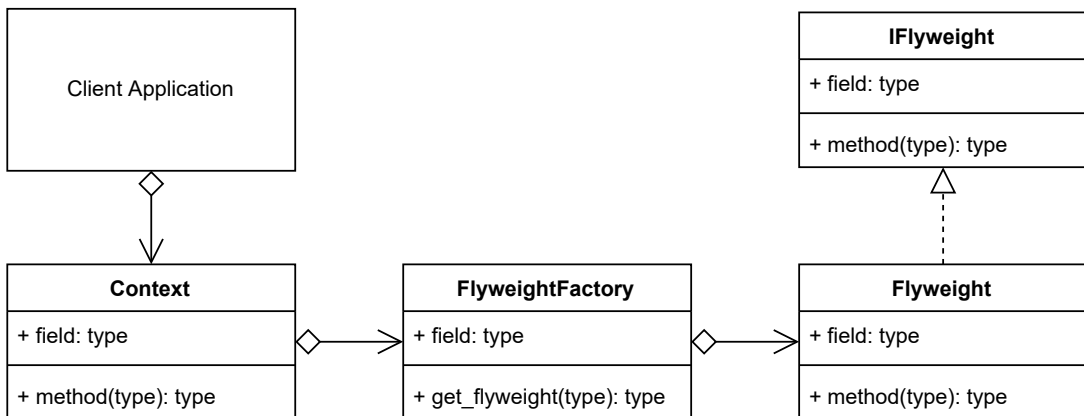 Client Application
IFlyweight
+ field: type
+ method(type): type
Context
+ field: type
+ method(type): type
FlyweightFactory
+ field: type
+ get_flyweight(type): type
Flyweight
+ field: type
+ method(type): type